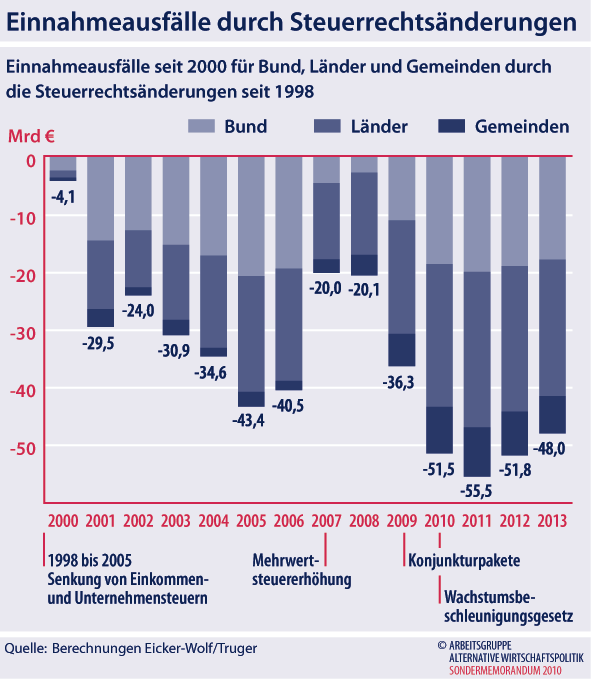 Einnahmeausfälle durch Steuerrechtsänderungen
Einnahmeausfälle seit 2000 für Bund, Länder und Gemeinden durch
die Steuerrechtsänderungen seit 1998
Mrd € Bund Länder Gemeinden
0
-10
-20
-30
-40
-50
-4,1
-29,5
-24,0
-30,9
-34,6
-43,4
-40,5
-20,0
-20,1
-36,3
-51,5
-55,5
-51,8
-48,0
2000 2001 2002 2003 2004 2005 2006 2007 2008 2009 2010 2011 2012 2013
1998 bis 2005
Senkung von Einkommen-
und Unternehmensteuern
Mehrwert-
steuererhöhung
Konjunkturpakete
Wachstumsbe-
schleunigungsgesetz
Quelle: Berechnungen Eicker-Wolf/Truger
© ARBEITSGRUPPE
ALTERNATIVE WIRTSCHAFTSPOLITIK
SONDERMEMORANDUM 2010